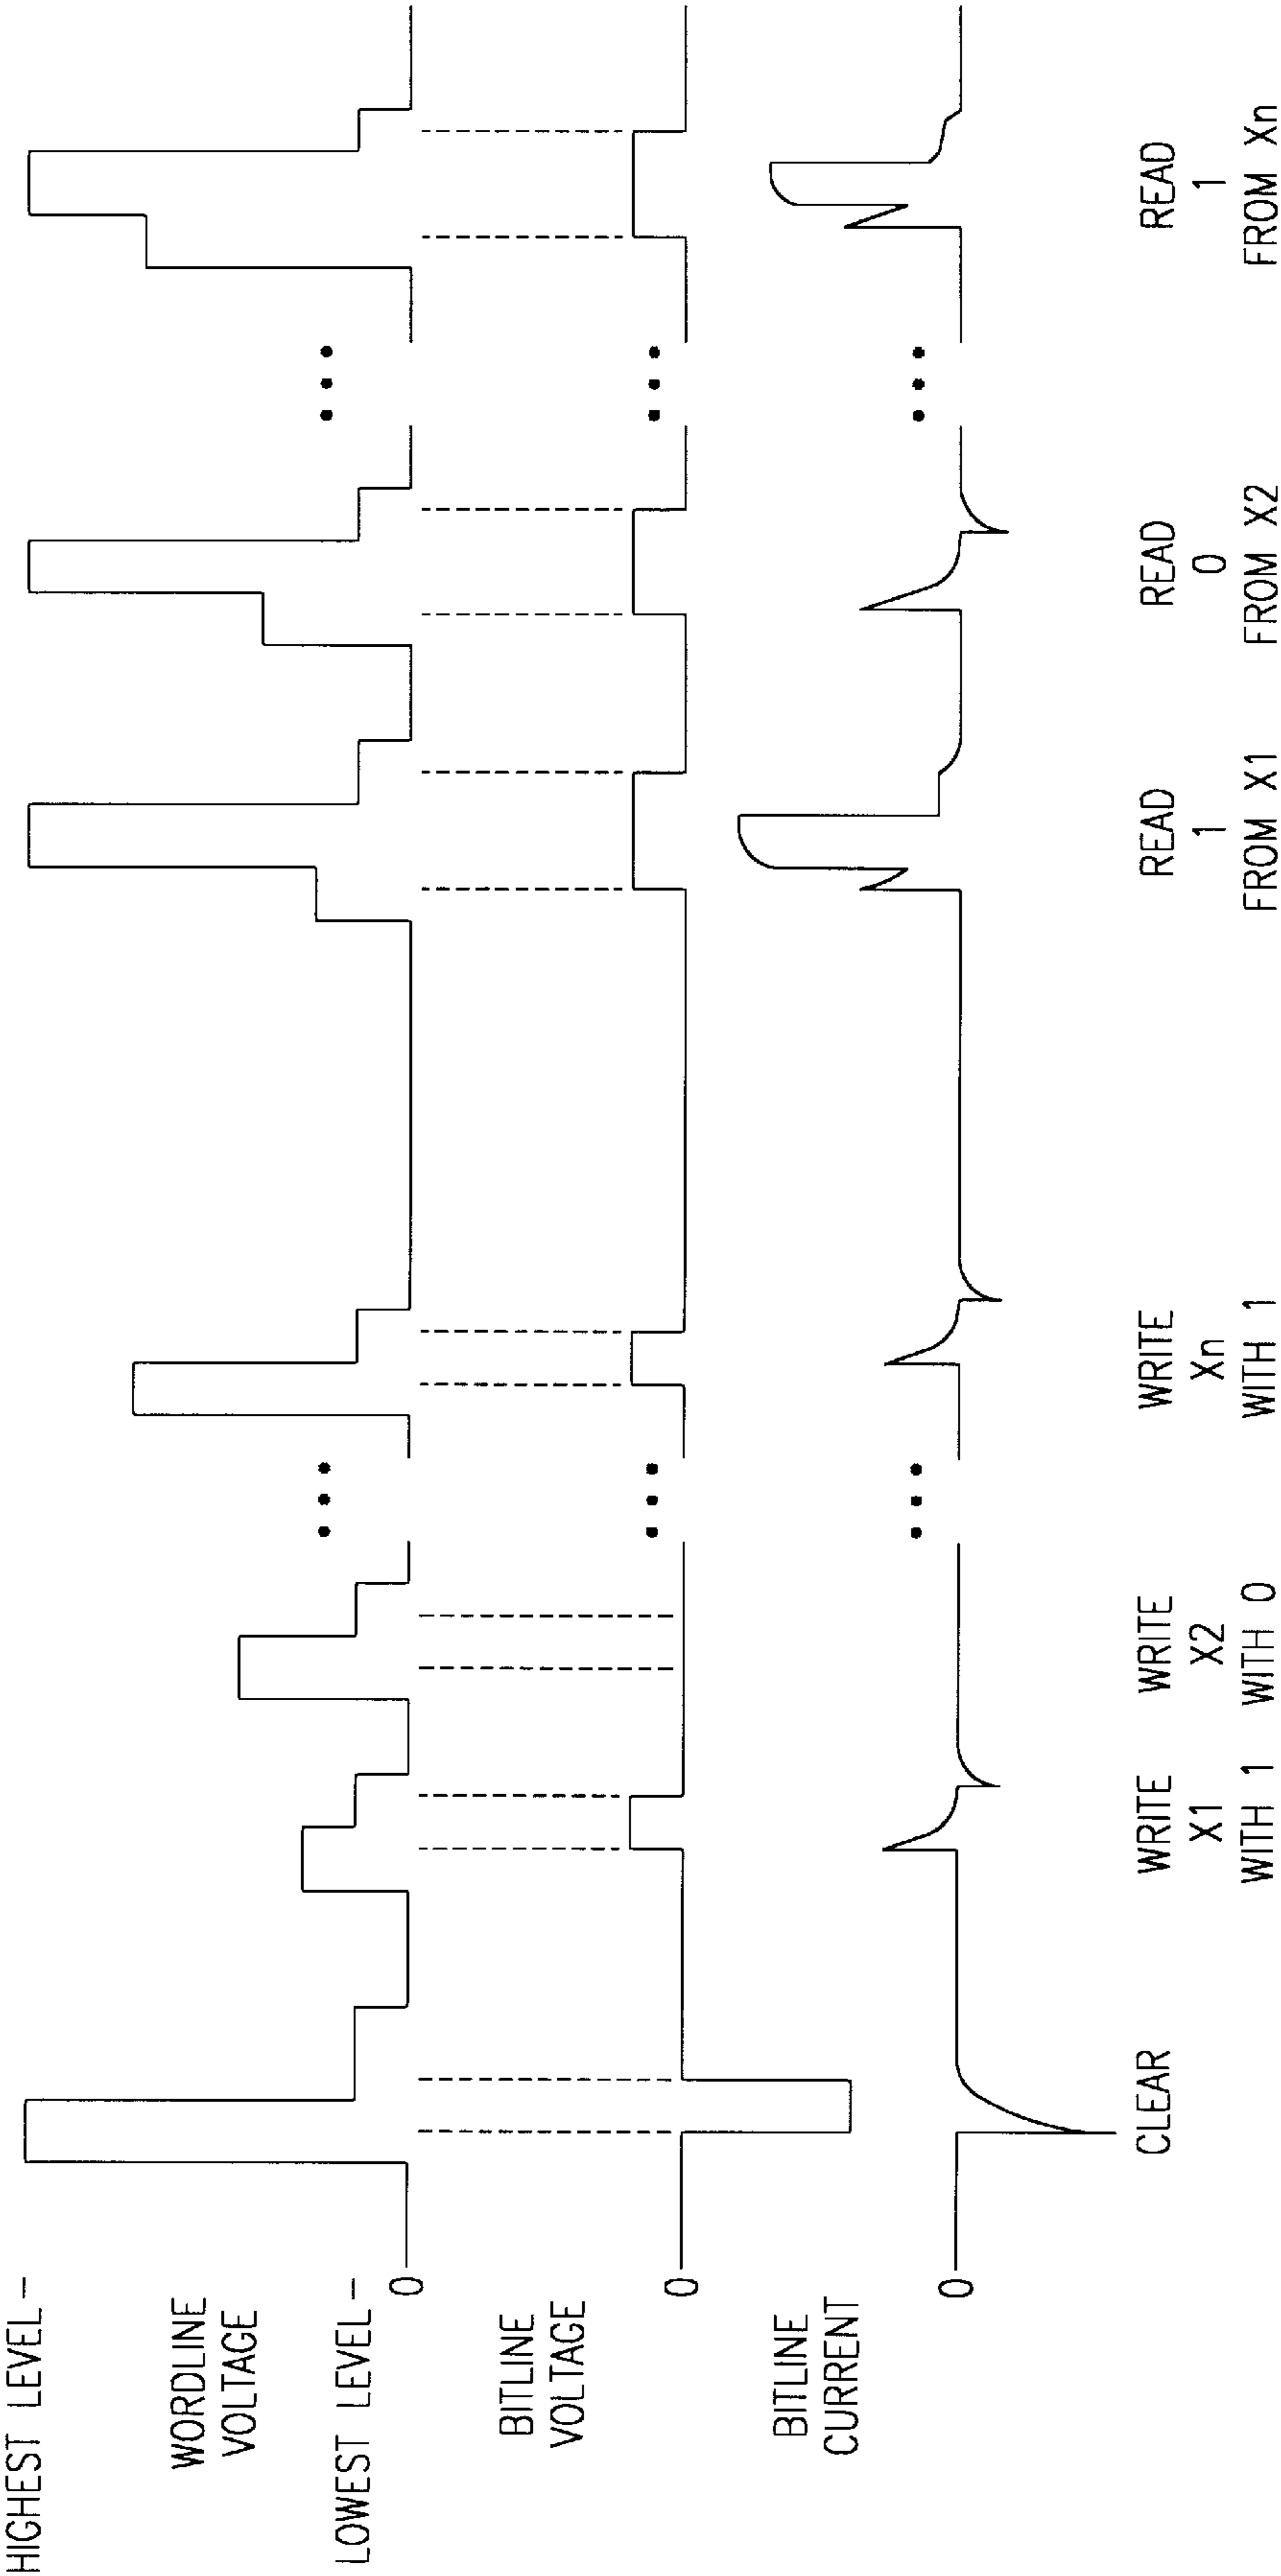 HIGHEST LEVEL-
WORDLINE
VOLTAGE
LOWEST LEVEL-
0
BITLINE
VOLTAGE
0
BITLINE
CURRENT
0
CLEAR
WRITE
X1
WITH 1
WRITE
X2
WITH 0
WRITE
Xn
WITH 1
READ
1
FROM X1
READ
0
FROM X2
READ
1
FROM Xn